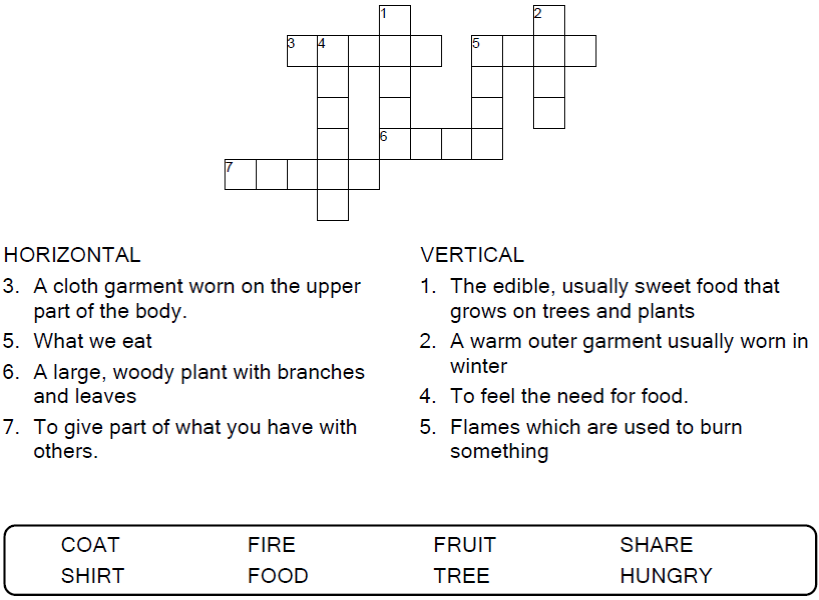 1 2
3 4 5
6
7
HORIZONTAL
3. A cloth garment worn on the upper
part of the body.
5. What we eat
6. A large, woody plant with branches
and leaves
7. To give part of what you have with
others.
VERTICAL
1. The edible, usually sweet food that
grows on trees and plants
2. A warm outer garment usually worn in
winter
4. To feel the need for food.
5. Flames which are used to burn
something
COAT FIRE FRUIT SHARE
SHIRT FOOD TREE HUNGRY